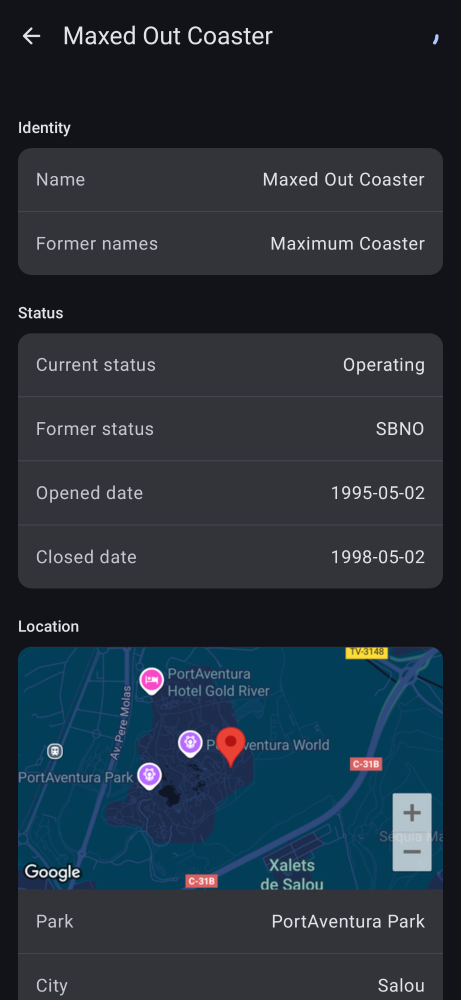 Maxed Out Coaster
Identity
Name Maxed Out Coaster
Former names Maximum Coaster
Status
Current status Operating
Former status SBNO
Opened date 1995-05-02
Closed date 1998-05-02
Location
TV-3148
PortAventura
Hotel Gold River
Av. Pere Molas
ventura World
C-31B
PortAventura Park
+
Séquia Ma
−
Google
C-31B
Xalets
de Salou
Park PortAventura Park
City Salou